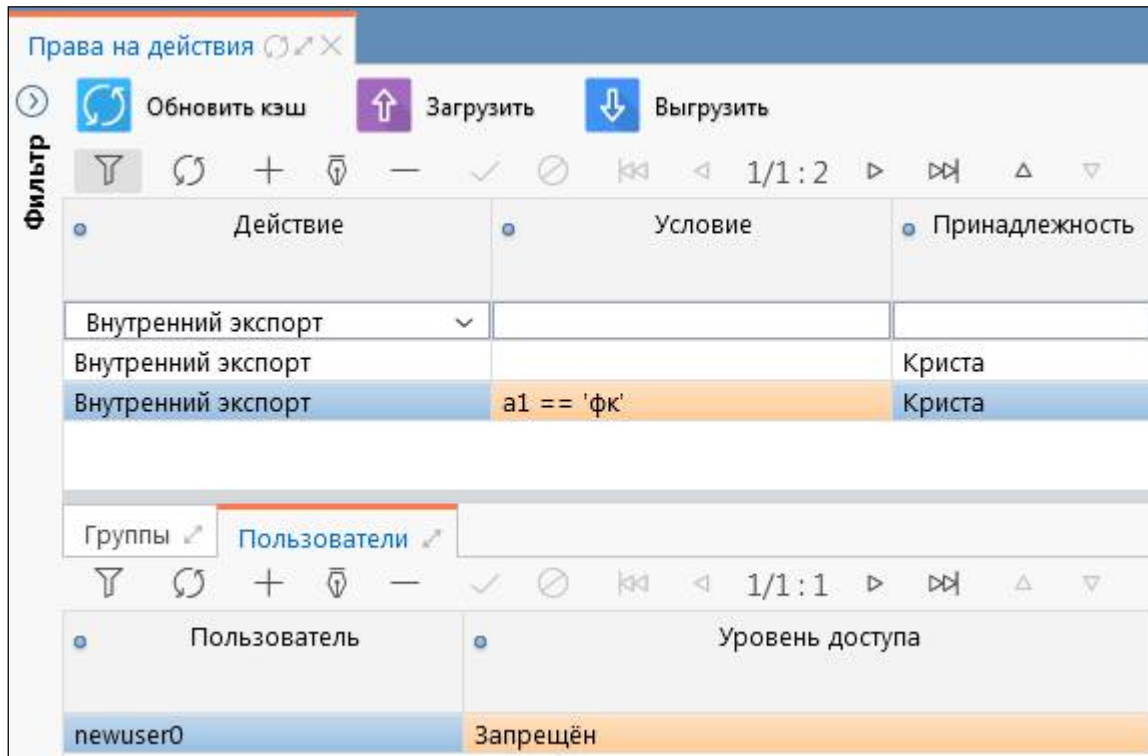 Права на действия
Обновить кэш Загрузить Выгрузить
Фильтр
1/1 : 2
Действие Условие Принадлежность
Внутренний экспорт
Внутренний экспорт Криста
Внутренний экспорт a1 == 'фк' Криста
Группы Пользователи
1/1 : 1
Пользователь Уровень доступа
newuser0 Запрещён